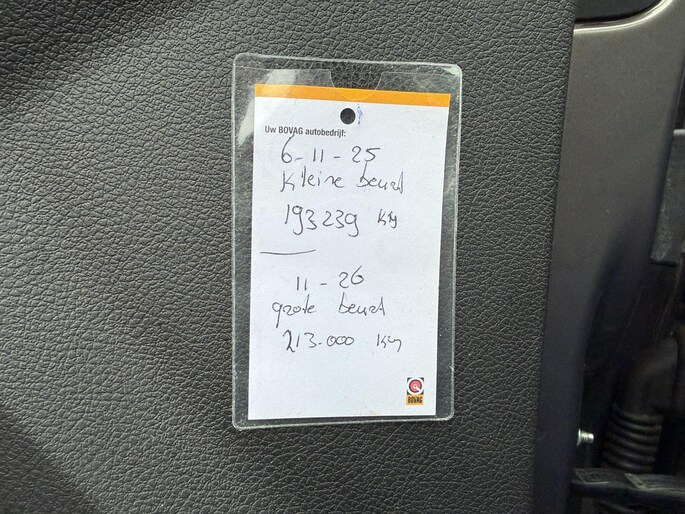 Uw BOVAG autobedrijf:
6-11-25
Kleine beurt
193239 km
11-26
grote beurt
213.000 km
BOVAG